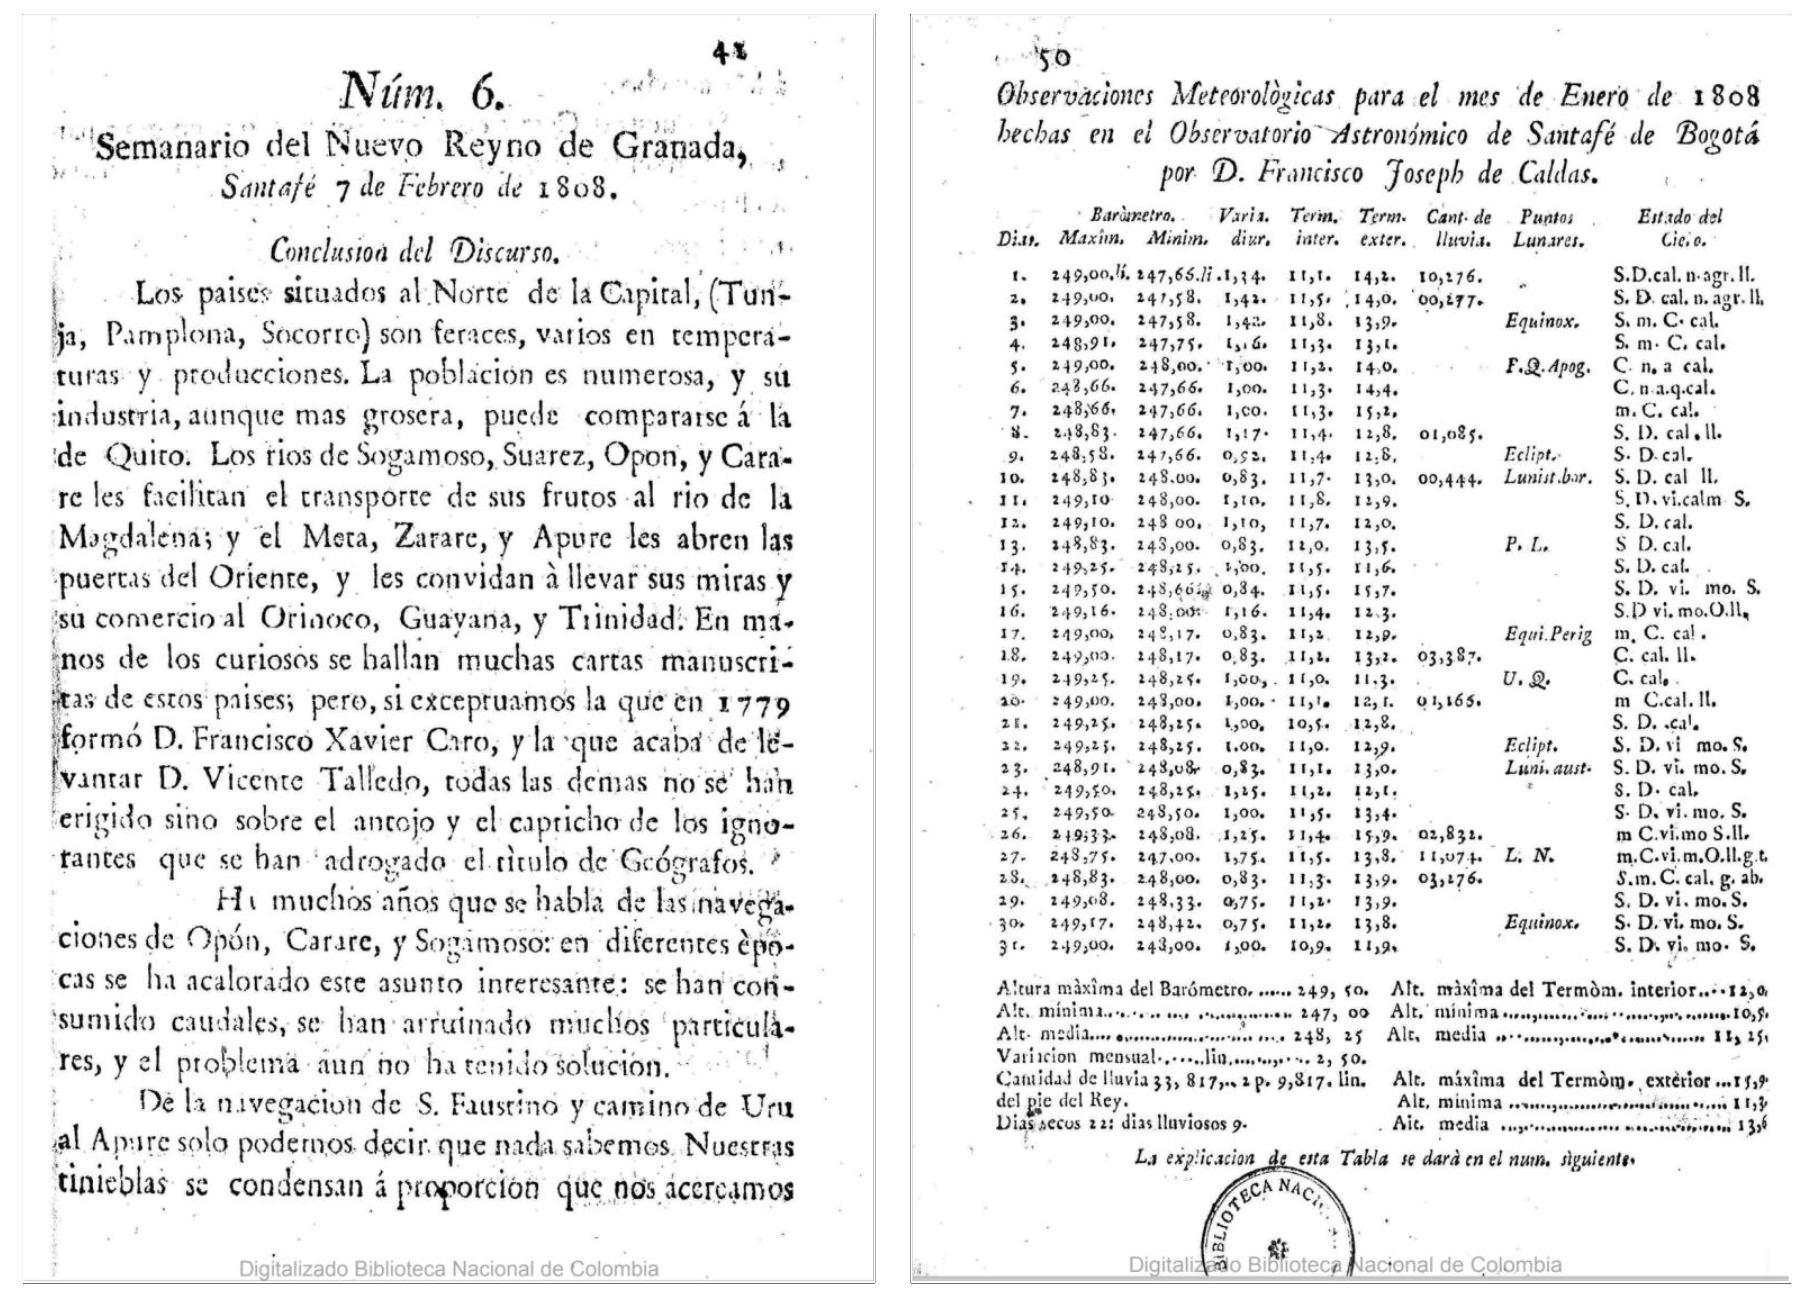 41
Núm. 6.
Semanario del Nuevo Reyno de Granada,
Santafé 7 de Febrero de 1808.
Conclusion del Discurso.
Los paises situados al Norte de la Capital, (Tun-
ja, Pamplona, Socorro) son feraces, varios en tempera-
turas y producciones. La poblacion es numerosa, y su
industria, aunque mas grosera, puede compararse á la
de Quito. Los rios de Sogamoso, Suarez, Opon, y Cara-
re les facilitan el transporte de sus frutos al rio de la
Magdalena; y el Meta, Zarare, y Apure les abren las
puertas del Oriente, y les convidan à llevar sus miras y
su comercio al Orinoco, Guayana, y Trinidad. En ma-
nos de los curiosos se hallan muchas cartas manuscri-
tas de estos paises; pero, si exceptruamos la que en 1779
formó D. Francisco Xavier Caro, y la que acaba de le-
vantar D. Vicente Talledo, todas las demas no se han
erigido sino sobre el antojo y el capricho de los igno-
rantes que se han adrogado el tìtulo de Geógrafos.
Ha muchos años que se habla de las navega-
ciones de Opón, Carare, y Sogamoso: en diferentes èpo-
cas se ha acalorado este asunto interesante: se han con-
sumido caudales, se han arruinado muchos particula-
res, y el problema aun no ha tenido solucion.
De la navegacion de S. Faustino y camino de Uru
al Apure solo podemos decir que nada sabemos. Nuestras
tinieblas se condensan á proporcion que nos acercamos
Digitalizado Biblioteca Nacional de Colombia
50
Observaciones Meteorològicas para el mes de Enero de 1808
hechas en el Observatorio Astronómico de Santafé de Bogotá
por D. Francisco Joseph de Caldas.
Baròmetro. Varia. Term. Term. Cant. de Puntos Estado del
Dias. Maxîm. Minim. diur. inter. exter. lluvia. Lunares. Cielo.
1. 249,00.li. 247,66.li. 1,34. 11,1. 14,2. 10,276. S.D.cal.n.agr.ll.
2. 249,00. 247,58. 1,42. 11,5. 14,0. 00,277. S. D. cal. n. agr. ll.
3. 249,00. 247,58. 1,42. 11,8. 13,9. Equinox. S. m. C. cal.
4. 248,91. 247,75. 1,16. 11,3. 13,1. S. m. C. cal.
5. 249,00. 248,00. 1,00. 11,2. 14,0. F.Q.Apog. C. n. a cal.
6. 248,66. 247,66. 1,00. 11,3. 14,4. C.n a.q.cal.
7. 248,66. 247,66. 1,00. 11,3. 15,2. m. C. cal.
8. 248,83. 247,66. 1,17. 11,4. 12,8. 01,085. S. D. cal. ll.
9. 248,58. 247,66. 0,92. 11,4. 12,8. Eclipt. S. D. cal.
10. 248,83. 248.00. 0,83. 11,7. 13,0. 00,444. Lunist.bor. S. D. cal ll.
11. 249,10 248,00. 1,10. 11,8. 12,9. S. D. vi.calm S.
12. 249,10. 248 00. 1,10, 11,7. 12,0. S. D. cal.
13. 248,83. 248,00. 0,83. 12,0. 13,5. P. L. S D. cal.
14. 249,25. 248,25. 1,00. 11,5. 11,6. S. D. cal.
15. 249,50. 248,66. 0,84. 11,5. 15,7. S. D. vi. mo. S.
16. 249,16. 248.00. 1,16. 11,4. 12.3. S.D vi.mo.O.ll.
17. 249,00. 248,17. 0,83. 11,2 12,9. Equi.Perig m. C. cal.
18. 249,00. 248,17. 0,83. 11,2. 13,2. 03,387. C. cal. ll.
19. 249,25. 248,25. 1,00. 11,0. 11,3. U. Q. C. cal.
20. 249,00. 248,00. 1,00. 11,1. 12,1. 01,165. m C.cal. ll.
21. 249,25. 248,25. 1,00. 10,5. 12,8. S. D. cal.
22. 249,25. 248,25. 1.00. 11,0. 12,9. Eclipt. S. D. vi mo. S.
23. 248,91. 248,08 0,83. 11,1. 13,0. Luni. aust. S. D. vi. mo. S.
24. 249,50. 248,25. 1,25. 11,2. 12,1. S. D. cal.
25. 249,50. 248,50. 1,00. 11,5. 13,4. S. D. vi. mo. S.
26. 249,33. 248,08. 1,25. 11,4. 15,9. 02,832. m C.vi.mo S.ll.
27. 248,75. 247,00. 1,75. 11,5. 13,8. 11,074. L. N. m.C.vi.m.O.ll.g.t.
28. 248,83. 248,00. 0,83. 11,3. 13,9. 03,276. S.m. C. cal. g. ab.
29. 249,08. 248,33. 0,75. 11,2. 13,9. S. D. vi. mo. S.
30. 249,17. 248,42. 0,75. 11,2. 13,8. Equinox. S. D. vi. mo. S.
31. 249,00. 248,00. 1,00. 10,9. 11,9. S. D. vi. mo. S.
Altura màxîma del Barómetro. ...... 249, 50. Alt. màxîma del Termòm. interior.....12,0
Alt. mínima.............. 247, 00 Alt. mínima ..............10,5.
Alt. media.............. 248, 25 Alt. media .............. 11, 25.
Variacion mensual......lin........ 2, 50.
Cantidad de lluvia 33, 817,.. 2 p. 9,817. lin. Alt. máxîma del Termòm. extèrior ...15,9
del pie del Rey. Alt. mínima ..............11,3
Dias secos 22: dias lluviosos 9. Alt. media .............. 13,6
La explicacion de esta Tabla se darà en el num. siguiente.
BIBLIOTECA NACI
Digitalizado Biblioteca Nacional de Colombia